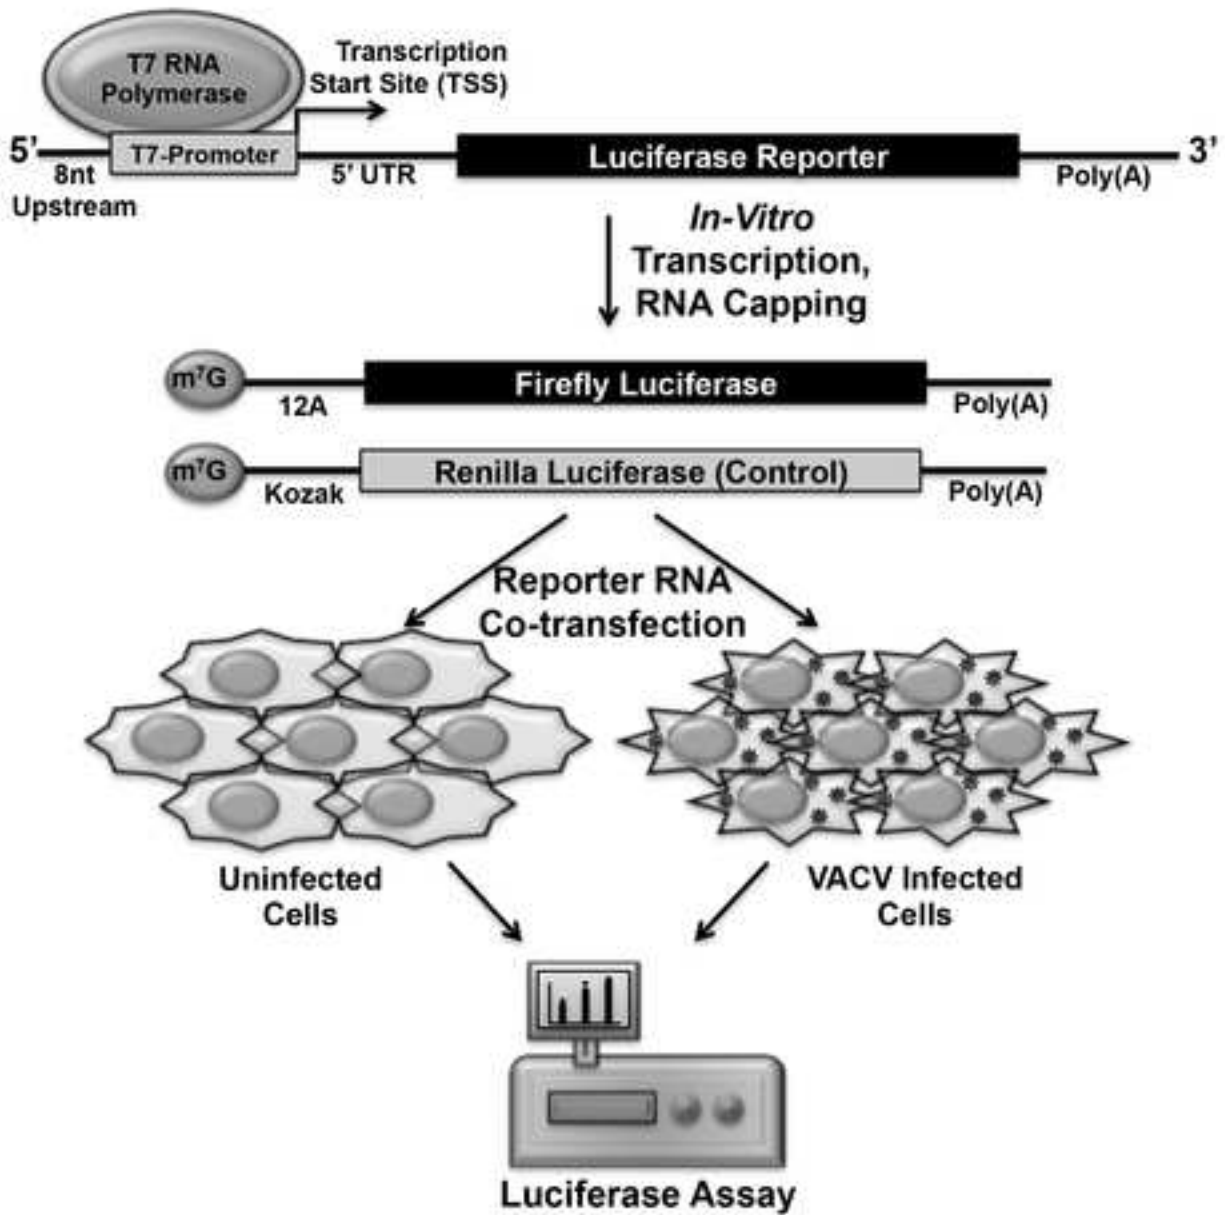 T7 RNA
Polymerase
Transcription
Start Site (TSS)
5’
T7-Promoter
Luciferase Reporter
3’
8nt
Upstream
5’ UTR
Poly(A)
In-Vitro
Transcription,
RNA Capping
m⁷G
Firefly Luciferase
12A
Poly(A)
m⁷G
Renilla Luciferase (Control)
Kozak
Poly(A)
Reporter RNA
Co-transfection
Uninfected
Cells
VACV Infected
Cells
Luciferase Assay